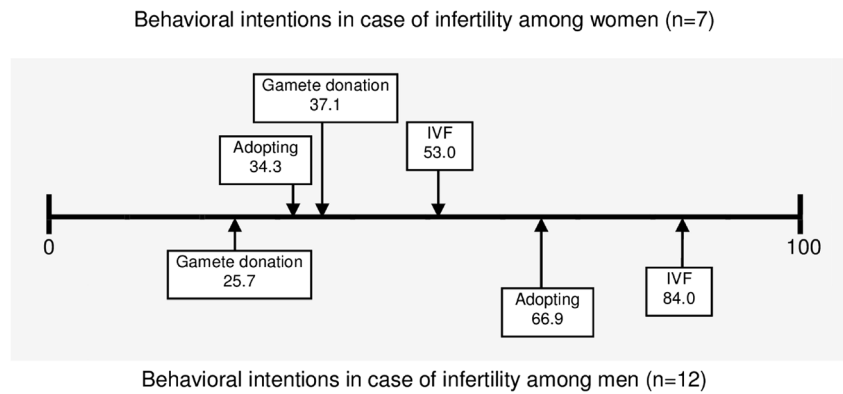 Behavioral intentions in case of infertility among women (n=7)
Gamete donation
37.1
Adopting
34.3
IVF
53.0
0
100
Gamete donation
25.7
Adopting
66.9
IVF
84.0
Behavioral intentions in case of infertility among men (n=12)